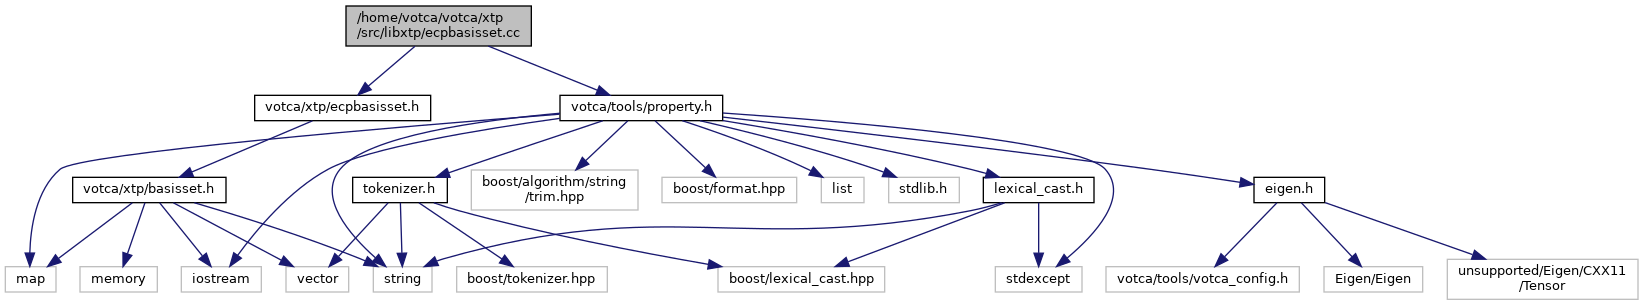 /home/votca/votca/xtp
/src/libxtp/ecpbasisset.cc
votca/xtp/ecpbasisset.h
votca/tools/property.h
votca/xtp/basisset.h
tokenizer.h
boost/algorithm/string
/trim.hpp
boost/format.hpp
list
stdlib.h
lexical_cast.h
eigen.h
map
memory
iostream
vector
string
boost/tokenizer.hpp
boost/lexical_cast.hpp
stdexcept
votca/tools/votca_config.h
Eigen/Eigen
unsupported/Eigen/CXX11
/Tensor